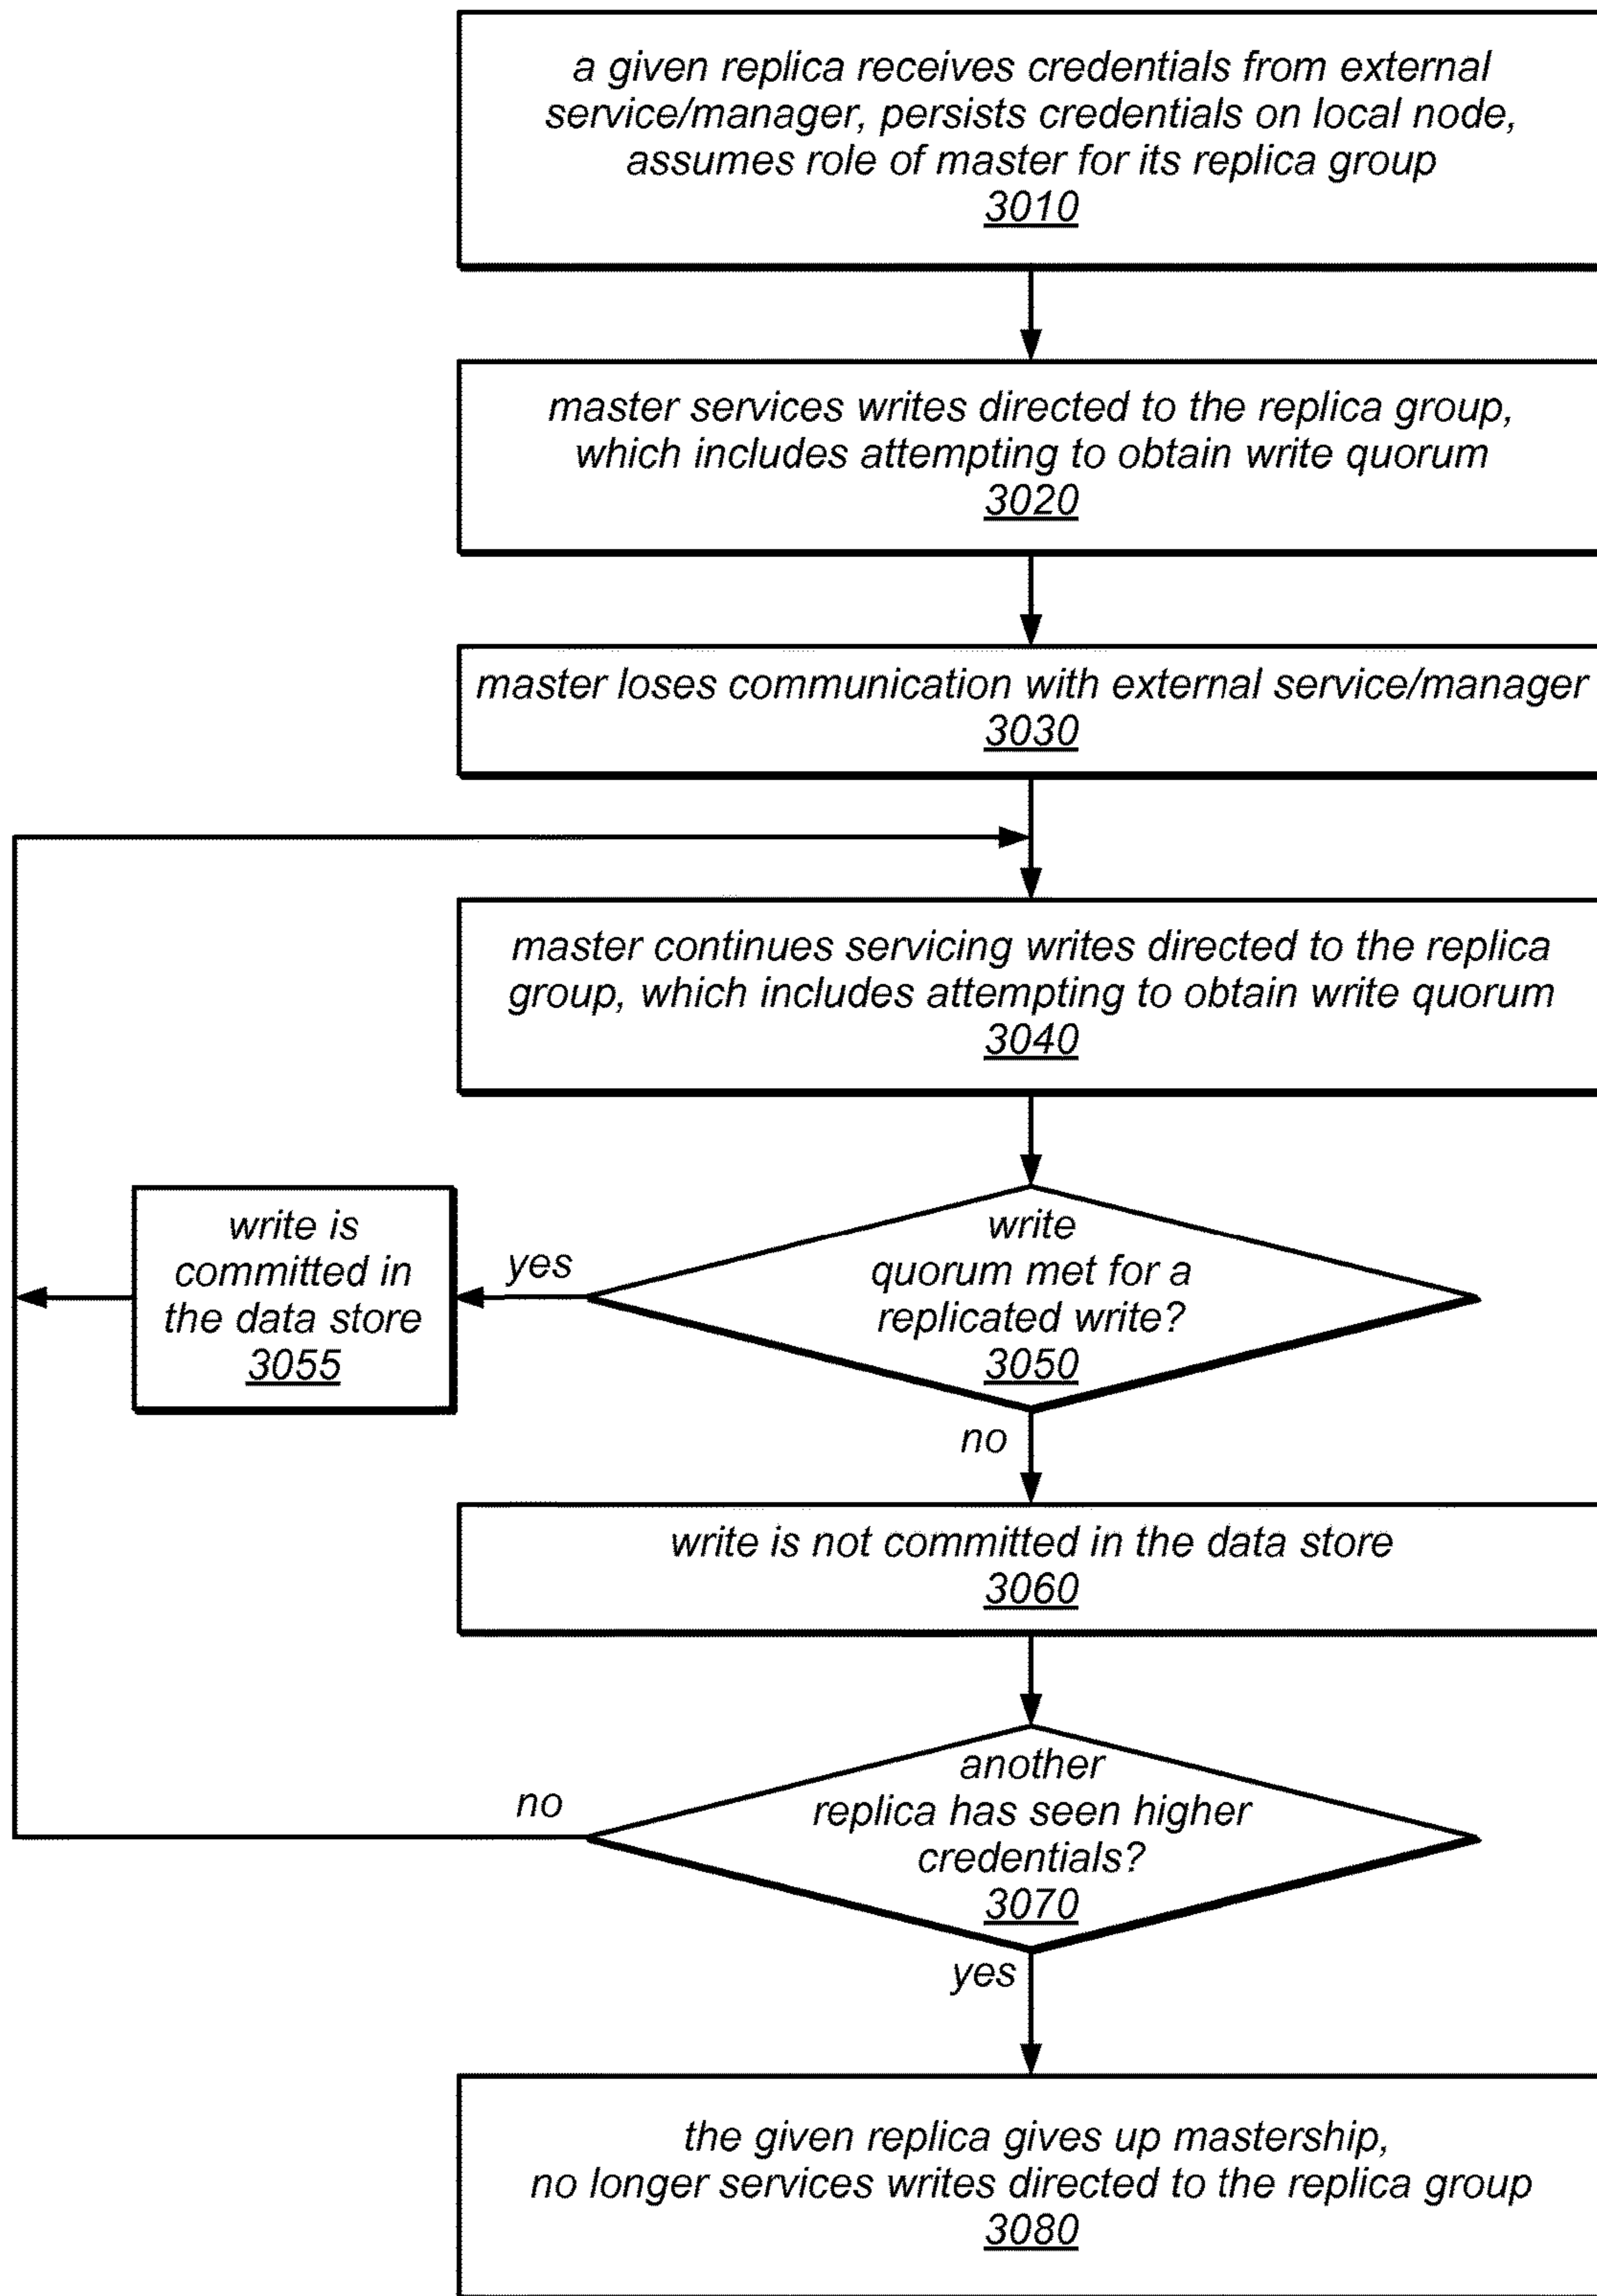 a given replica receives credentials from external
service/manager, persists credentials on local node,
assumes role of master for its replica group
3010
master services writes directed to the replica group,
which includes attempting to obtain write quorum
3020
master loses communication with external service/manager
3030
master continues servicing writes directed to the replica
group, which includes attempting to obtain write quorum
3040
write
quorum met for a
replicated write?
3050
yes
write is
committed in
the data store
3055
no
write is not committed in the data store
3060
another
replica has seen higher
credentials?
3070
no
yes
the given replica gives up mastership,
no longer services writes directed to the replica group
3080